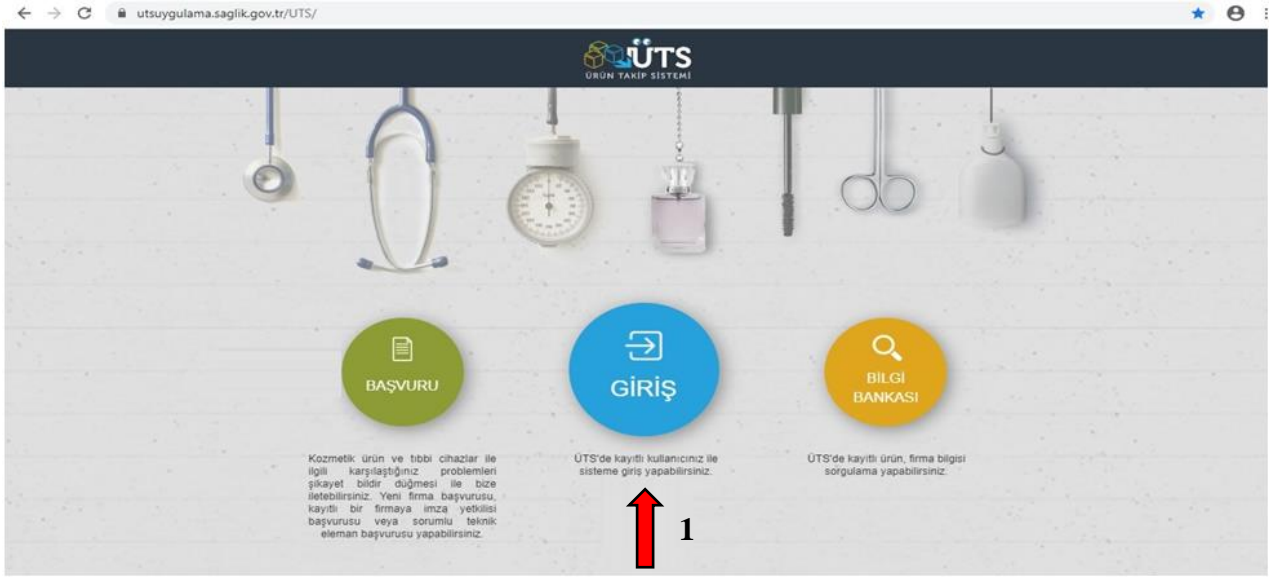 utsuygulama.saglik.gov.tr/UTS/
ÜTS
ÜRÜN TAKİP SİSTEMİ
BAŞVURU
GİRİŞ
BİLGİ
BANKASI
Kozmetik ürün ve tıbbi cihazlar ile
ilgili karşılaştığınız problemleri
şikayet bildir düğmesi ile bize
iletebilirsiniz. Yeni firma başvurusu,
kayıtlı bir firmaya imza yetkilisi
başvurusu veya sorumlu teknik
eleman başvurusu yapabilirsiniz.
ÜTS'de kayıtlı kullanıcınız ile
sisteme giriş yapabilirsiniz.
ÜTS'de kayıtlı ürün, firma bilgisi
sorgulama yapabilirsiniz.
1